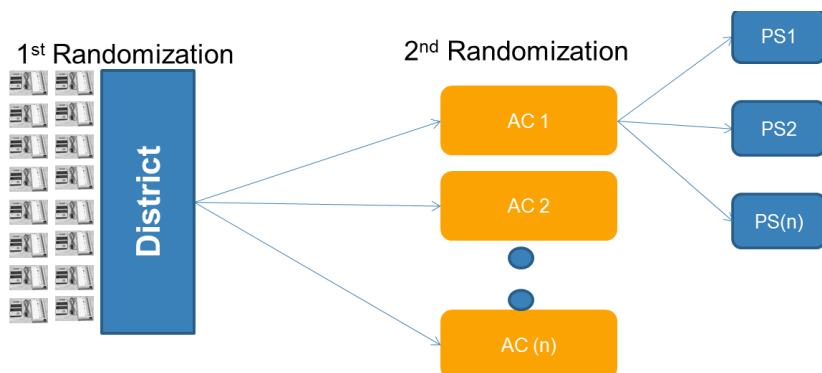 1st Randomization
2nd Randomization
District
AC 1
AC 2
AC (n)
PS1
PS2
PS(n)